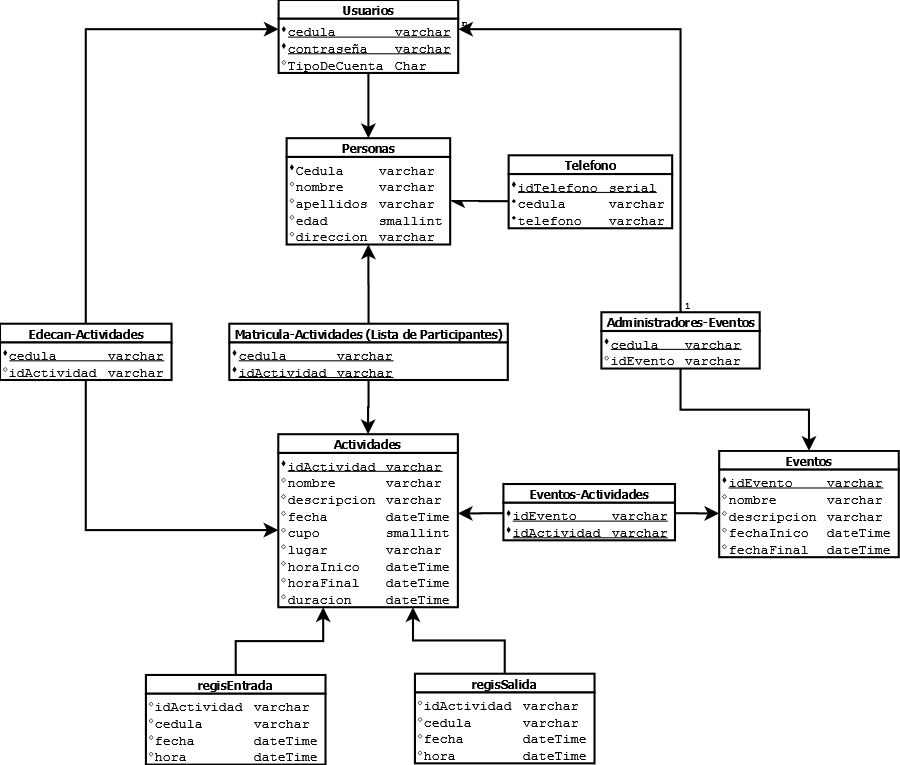 Usuarios
cedula varchar
contraseña varchar
TipoDeCuenta Char
n
Personas
Cedula varchar
nombre varchar
apellidos varchar
edad smallint
direccion varchar
Telefono
idTelefono serial
cedula varchar
telefono varchar
Edecan-Actividades
cedula varchar
idActividad varchar
Matricula-Actividades (Lista de Participantes)
cedula varchar
idActividad varchar
1
Administradores-Eventos
cedula varchar
idEvento varchar
Actividades
idActividad varchar
nombre varchar
descripcion varchar
fecha dateTime
cupo smallint
lugar varchar
horaInico dateTime
horaFinal dateTime
duracion dateTime
Eventos-Actividades
idEvento varchar
idActividad varchar
Eventos
idEvento varchar
nombre varchar
descripcion varchar
fechaInico dateTime
fechaFinal dateTime
regisEntrada
idActividad varchar
cedula varchar
fecha dateTime
hora dateTime
regisSalida
idActividad varchar
cedula varchar
fecha dateTime
hora dateTime